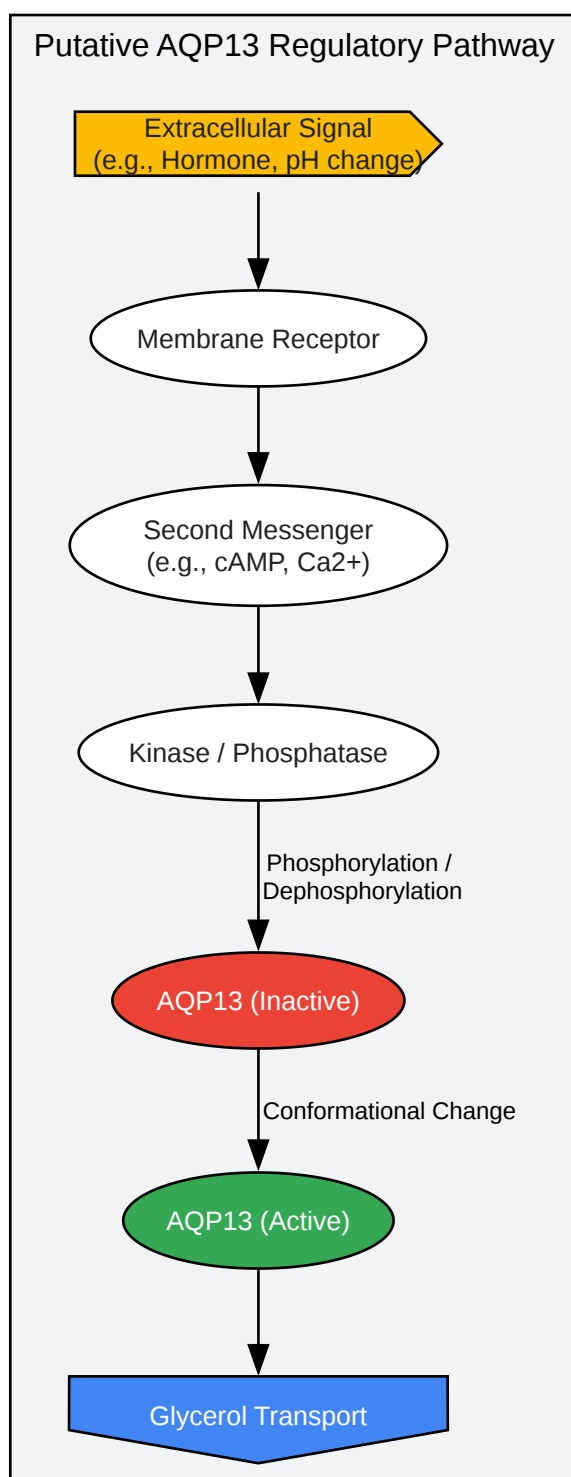 Putative AQP13 Regulatory Pathway
Extracellular Signal
(e.g., Hormone, pH change)
Membrane Receptor
Second Messenger
(e.g., cAMP, Ca2+)
Kinase / Phosphatase
Phosphorylation /
Dephosphorylation
AQP13 (Inactive)
Conformational Change
AQP13 (Active)
Glycerol Transport